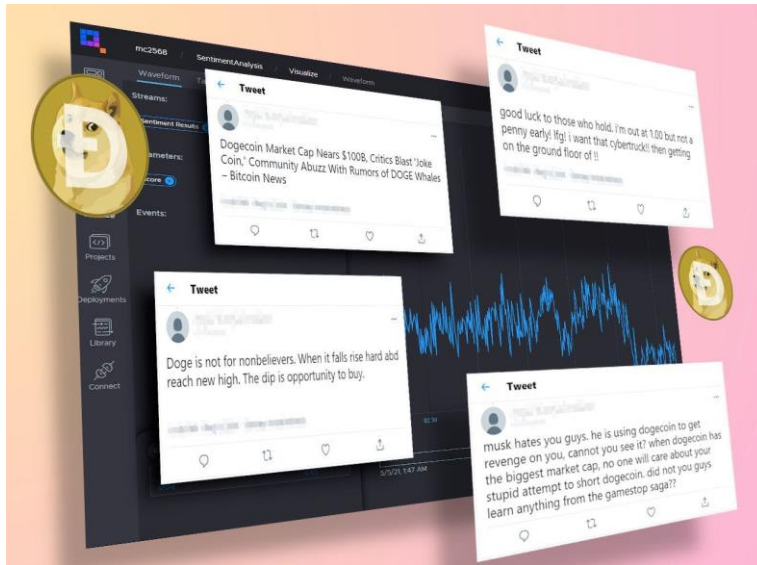 mc2568 / SentimentAnalysis / Visualize / Waveform
Waveform
Streams:
Sentiment Results
Events:
Projects
Deployments
Library
Connect
5/5/21, 1:47 AM
Tweet
Dogecoin Market Cap Nears $100B, Critics Blast 'Joke
Coin,' Community Abuzz With Rumors of DOGE Whales
– Bitcoin News
Tweet
good luck to those who hold. i'm out at 1.00 but not a
penny early! lfg! i want that cybertruck!! then getting
on the ground floor of !!
Tweet
Doge is not for nonbelievers. When it falls rise hard abd
reach new high. The dip is opportunity to buy.
Tweet
musk hates you guys. he is using dogecoin to get
revenge on you, cannot you see it? when dogecoin has
the biggest market cap, no one will care about your
stupid attempt to short dogecoin. did not you guys
learn anything from the gamestop saga??